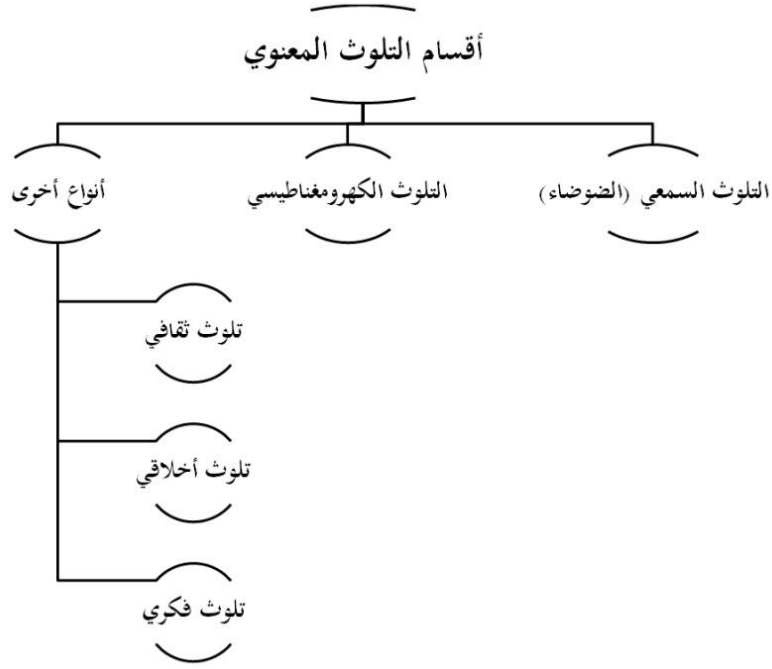 أقسام التلوث المعنوي
التلوث السمعي (الضوضاء)
التلوث الكهرومغناطيسي
أنواع أخرى
تلوث ثقافي
تلوث أخلاقي
تلوث فكري